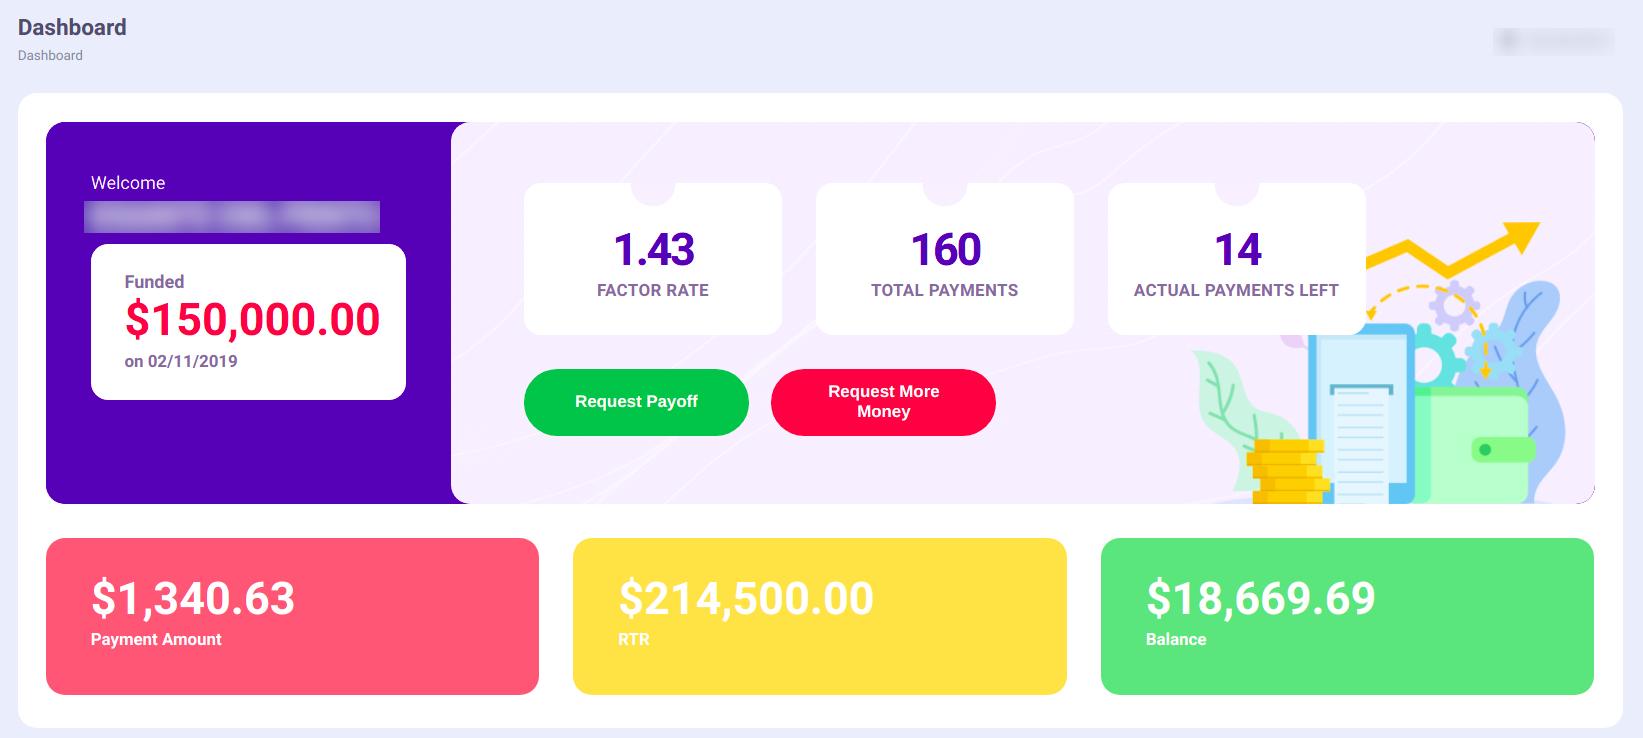 Dashboard
Dashboard
Welcome
Funded
$150,000.00
on 02/11/2019
1.43
FACTOR RATE
160
TOTAL PAYMENTS
14
ACTUAL PAYMENTS LEFT
Request Payoff
Request More
Money
$1,340.63
Payment Amount
$214,500.00
RTR
$18,669.69
Balance